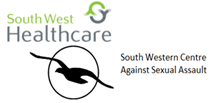 South West
Healthcare
South Western Centre
Against Sexual Assault